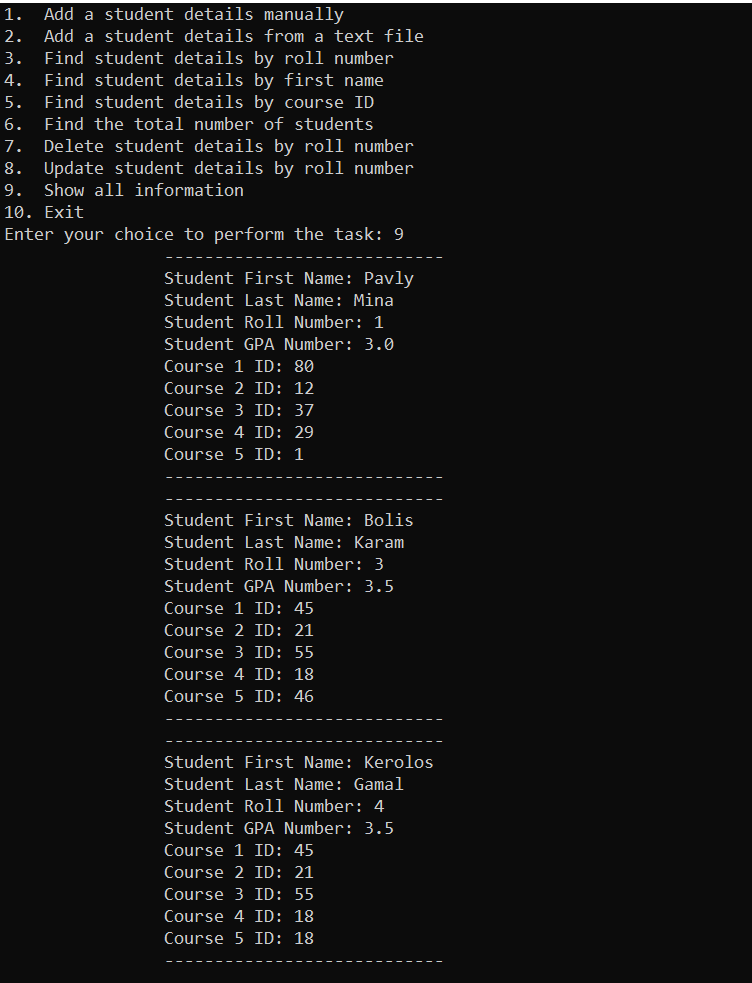 1.  Add a student details manually
2.  Add a student details from a text file
3.  Find student details by roll number
4.  Find student details by first name
5.  Find student details by course ID
6.  Find the total number of students
7.  Delete student details by roll number
8.  Update student details by roll number
9.  Show all information
10. Exit
Enter your choice to perform the task: 9
----------------------------
Student First Name: Pavly
Student Last Name: Mina
Student Roll Number: 1
Student GPA Number: 3.0
Course 1 ID: 80
Course 2 ID: 12
Course 3 ID: 37
Course 4 ID: 29
Course 5 ID: 1
----------------------------
----------------------------
Student First Name: Bolis
Student Last Name: Karam
Student Roll Number: 3
Student GPA Number: 3.5
Course 1 ID: 45
Course 2 ID: 21
Course 3 ID: 55
Course 4 ID: 18
Course 5 ID: 46
----------------------------
----------------------------
Student First Name: Kerolos
Student Last Name: Gamal
Student Roll Number: 4
Student GPA Number: 3.5
Course 1 ID: 45
Course 2 ID: 21
Course 3 ID: 55
Course 4 ID: 18
Course 5 ID: 18
----------------------------